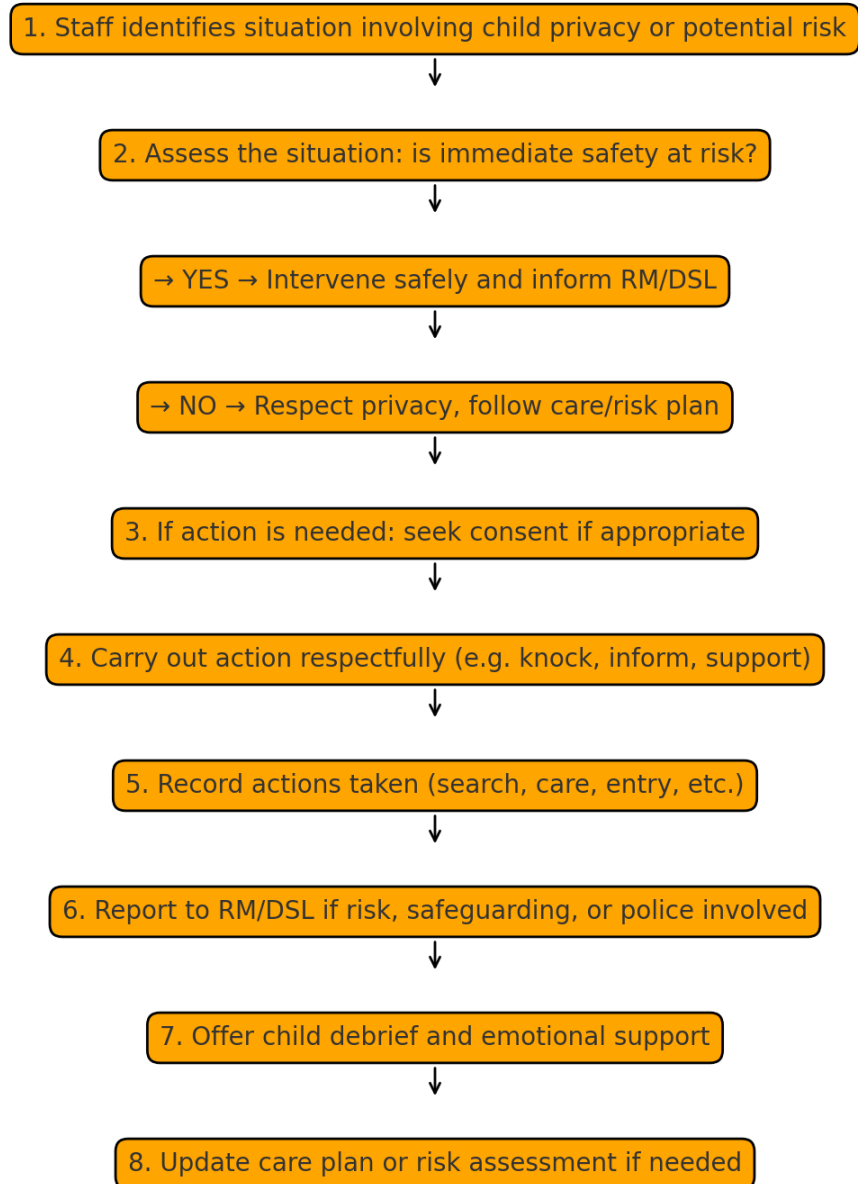 1. Staff identifies situation involving child privacy or potential risk
2. Assess the situation: is immediate safety at risk?
→ YES → Intervene safely and inform RM/DSL
→ NO → Respect privacy, follow care/risk plan
3. If action is needed: seek consent if appropriate
4. Carry out action respectfully (e.g. knock, inform, support)
5. Record actions taken (search, care, entry, etc.)
6. Report to RM/DSL if risk, safeguarding, or police involved
7. Offer child debrief and emotional support
8. Update care plan or risk assessment if needed